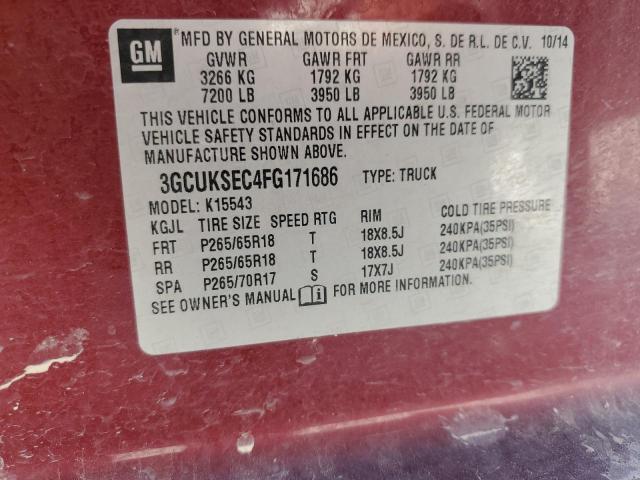 GM MFD BY GENERAL MOTORS DE MEXICO, S. DE R.L. DE C.V. 10/14
GVWR GAWR FRT GAWR RR
3266 KG 1792 KG 1792 KG
7200 LB 3950 LB 3950 LB
THIS VEHICLE CONFORMS TO ALL APPLICABLE U.S. FEDERAL MOTOR
VEHICLE SAFETY STANDARDS IN EFFECT ON THE DATE OF
MANUFACTURE SHOWN ABOVE.
3GCUKSEC4FG171686 TYPE: TRUCK
MODEL: K15543
KGJL TIRE SIZE SPEED RTG RIM COLD TIRE PRESSURE
FRT P265/65R18 T 18X8.5J 240KPA(35PSI)
RR P265/65R18 T 18X8.5J 240KPA(35PSI)
SPA P265/70R17 S 17X7J 240KPA(35PSI)
SEE OWNER'S MANUAL FOR MORE INFORMATION.